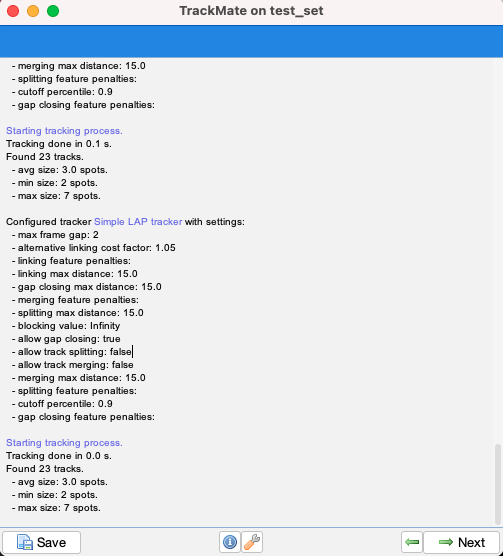 TrackMate on test_set
- merging max distance: 15.0
- splitting feature penalties:
- cutoff percentile: 0.9
- gap closing feature penalties:
Starting tracking process.
Tracking done in 0.1 s.
Found 23 tracks.
- avg size: 3.0 spots.
- min size: 2 spots.
- max size: 7 spots.
Configured tracker Simple LAP tracker with settings:
- max frame gap: 2
- alternative linking cost factor: 1.05
- linking feature penalties:
- linking max distance: 15.0
- gap closing max distance: 15.0
- merging feature penalties:
- splitting max distance: 15.0
- blocking value: Infinity
- allow gap closing: true
- allow track splitting: false
- allow track merging: false
- merging max distance: 15.0
- splitting feature penalties:
- cutoff percentile: 0.9
- gap closing feature penalties:
Starting tracking process.
Tracking done in 0.0 s.
Found 23 tracks.
- avg size: 3.0 spots.
- min size: 2 spots.
- max size: 7 spots.
Save
Next